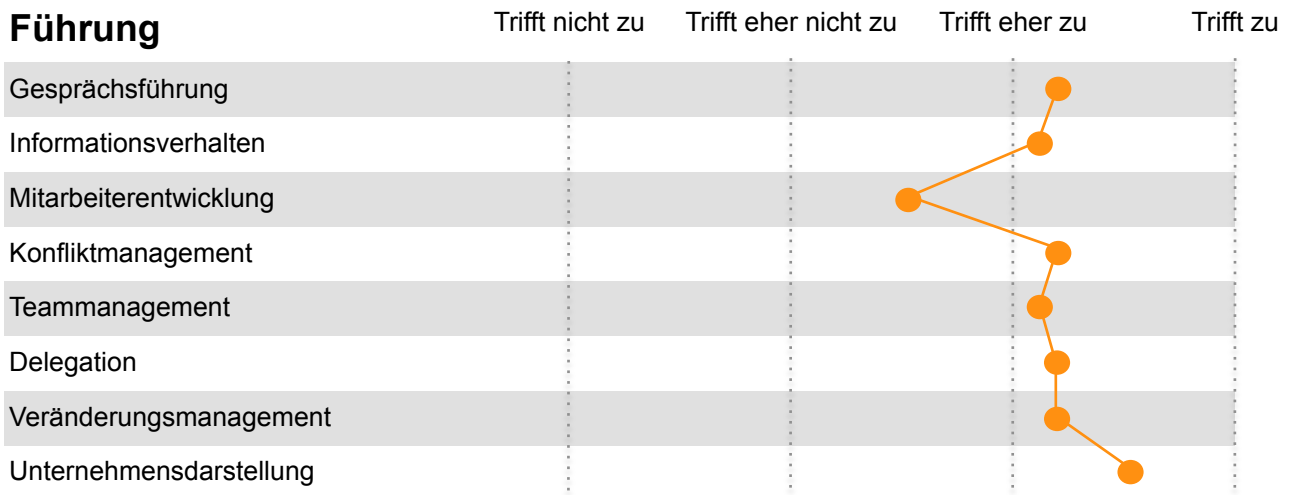 Führung
Trifft nicht zu Trifft eher nicht zu Trifft eher zu Trifft zu
Gesprächsführung
Informationsverhalten
Mitarbeiterentwicklung
Konfliktmanagement
Teammanagement
Delegation
Veränderungsmanagement
Unternehmensdarstellung